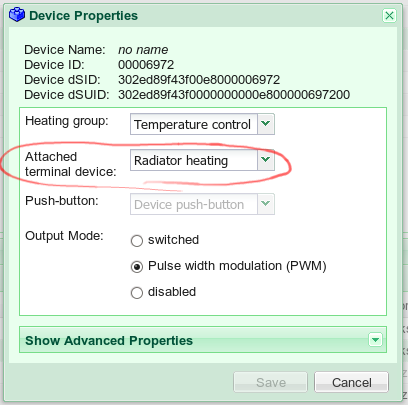 Device Properties
Device Name: no name
Device ID: 00006972
Device dSID: 302ed89f43f00e8000006972
Device dSUID: 302ed89f43f0000000000e800000697200
Heating group: Temperature control
Attached
terminal device: Radiator heating
Push-button: Device push-button
Output Mode: switched
Pulse width modulation (PWM)
disabled
Show Advanced Properties
Save Cancel